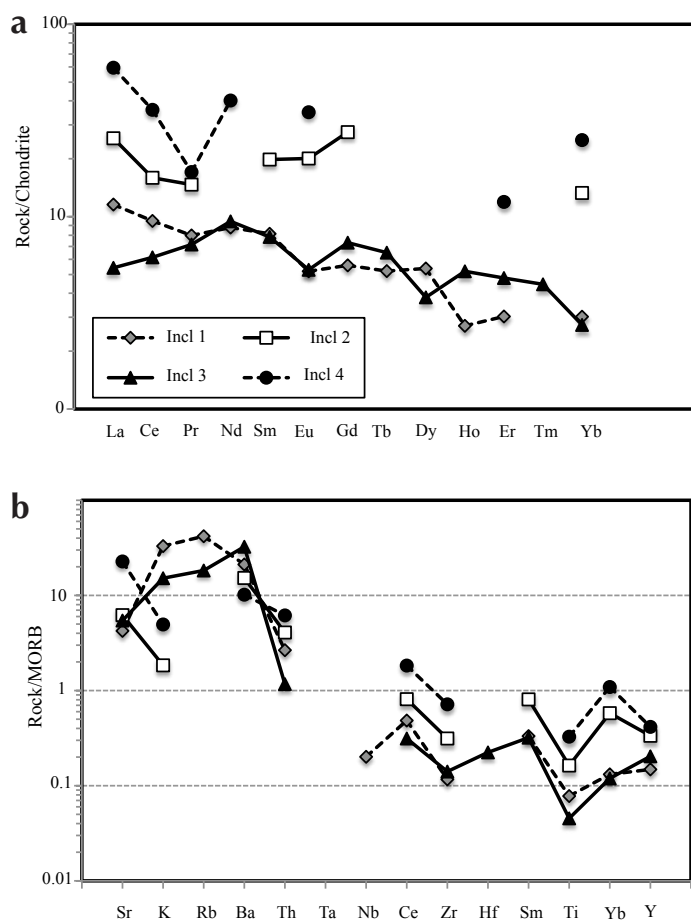 a
100
10
0
Rock/Chondrite
Incl 1 Incl 2
Incl 3 Incl 4
La Ce Pr Nd Sm Eu Gd Tb Dy Ho Er Tm Yb
b
10
1
0.1
0.01
Rock/MORB
Sr K Rb Ba Th Ta Nb Ce Zr Hf Sm Ti Yb Y